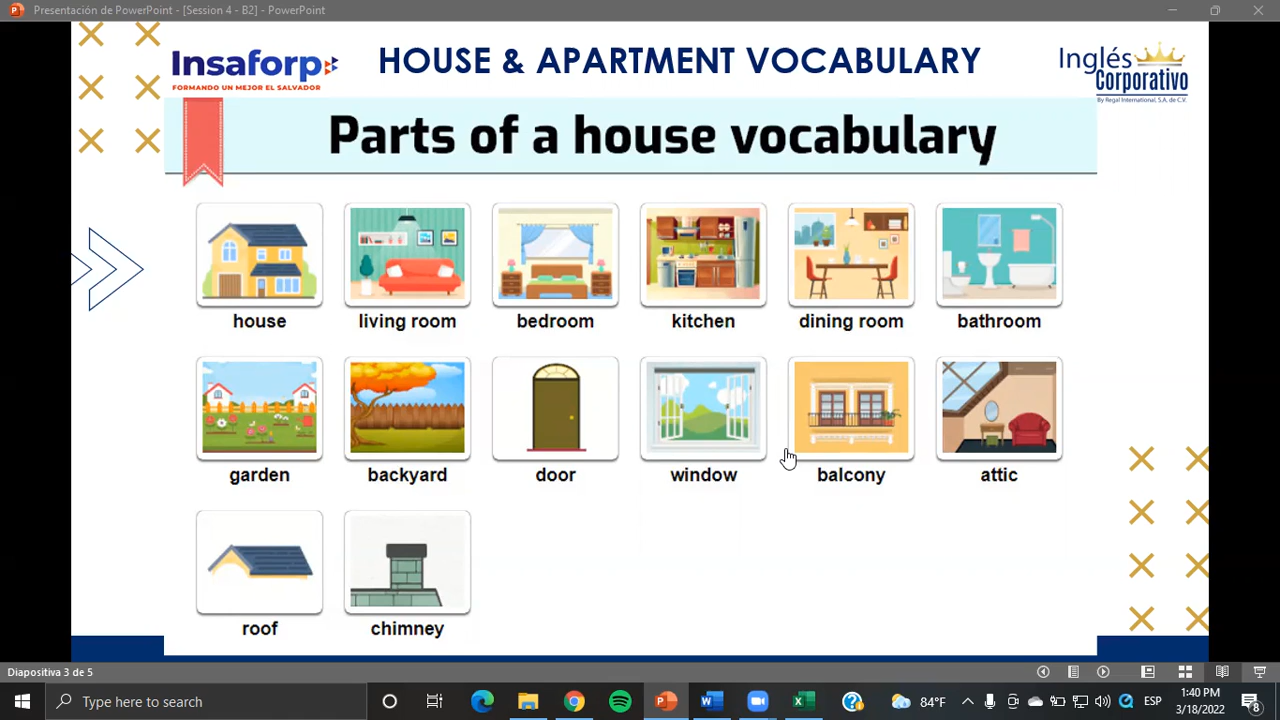 Presentación de PowerPoint - [Session 4 - B2] - PowerPoint
Insaforp
FORMANDO UN MEJOR EL SALVADOR
HOUSE & APARTMENT VOCABULARY
Inglés
Corporativo
By Regal International, S.A. de C.V.
Parts of a house vocabulary
house living room bedroom kitchen dining room bathroom
garden backyard door window balcony attic
roof chimney
Diapositiva 3 de 5
Type here to search
84°F
ESP
1:40 PM
3/18/2022
8